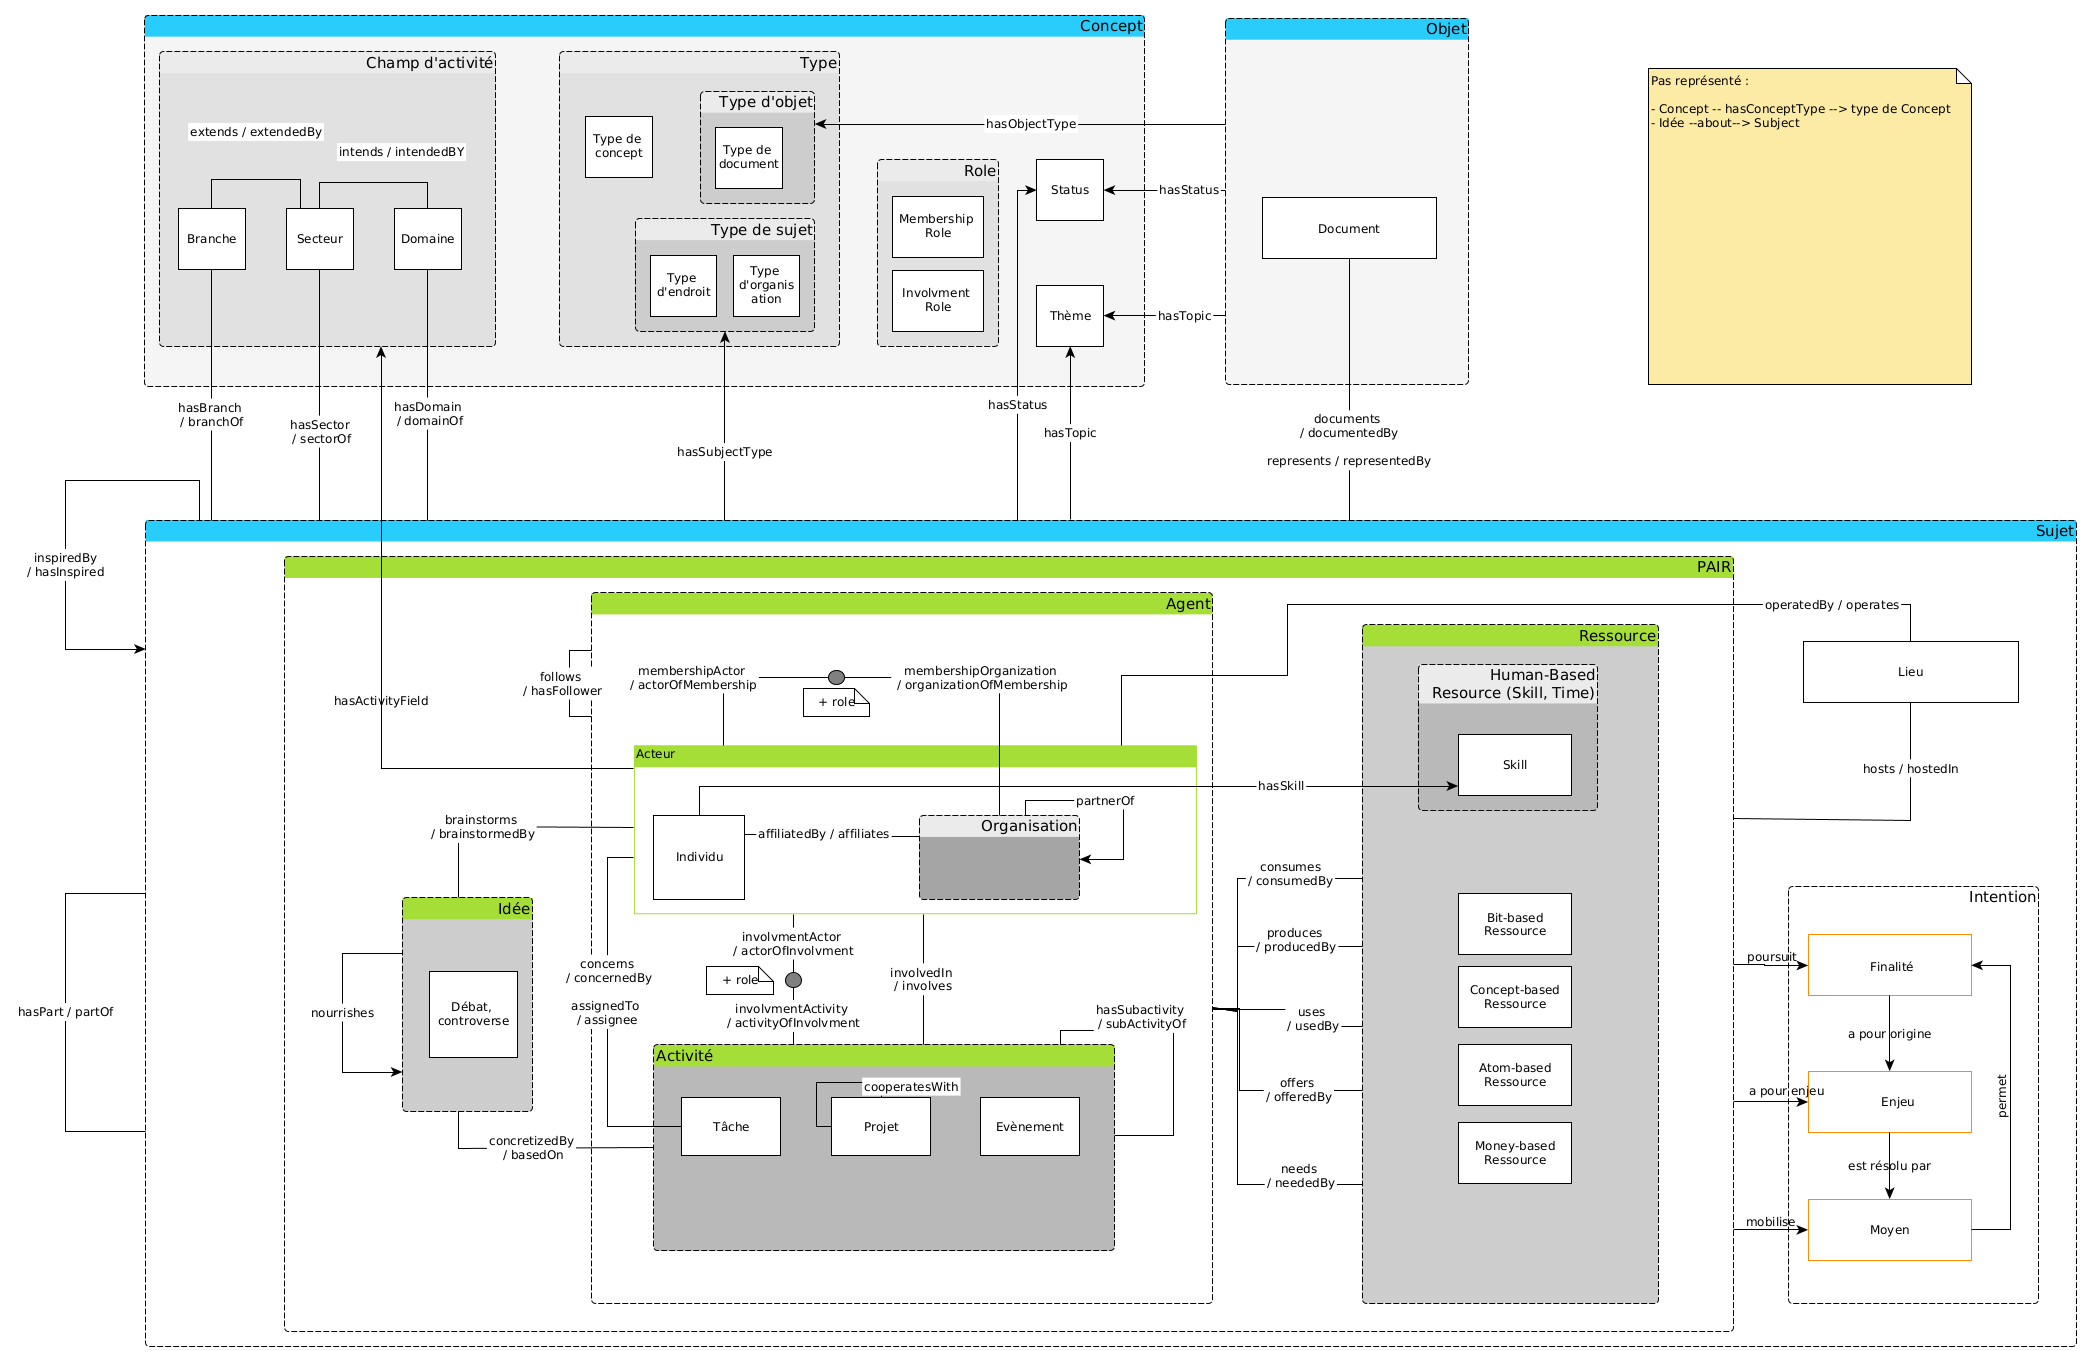 Concept
Objet
Champ d'activité
Type
Type d'objet
Pas représenté :
- Concept -- hasConceptType --> type de Concept
- Idée --about--> Subject
extends / extendedBy
intends / intendedBY
Type de
concept
Type de
document
hasObjectType
Role
Status
hasStatus
Membership
Role
Document
Branche
Secteur
Domaine
Type de sujet
Type
d'endroit
Type
d'organis
ation
Involvment
Role
Thème
hasTopic
hasBranch
/ branchOf
hasSector
/ sectorOf
hasDomain
/ domainOf
hasSubjectType
hasStatus
hasTopic
documents
/ documentedBy
represents / representedBy
Sujet
inspiredBy
/ hasInspired
PAIR
Agent
operatedBy / operates
Ressource
follows
/ hasFollower
membershipActor
/ actorOfMembership
membershipOrganization
/ organizationOfMembership
+ role
Human-Based
Resource (Skill, Time)
Lieu
hasActivityField
Acteur
Skill
hosts / hostedIn
hasSkill
partnerOf
brainstorms
/ brainstormedBy
Individu
affiliatedBy / affiliates
Organisation
consumes
/ consumedBy
Idée
Intention
Bit-based
Ressource
involvmentActor
/ actorOfInvolvment
produces
/ producedBy
poursuit
Finalité
concerns
/ concernedBy
+ role
involvedIn
/ involves
Concept-based
Ressource
hasPart / partOf
nourrishes
Débat,
controverse
assignedTo
/ assignee
involvmentActivity
/ activityOfInvolvment
hasSubactivity
/ subActivityOf
uses
/ usedBy
a pour origine
Activité
cooperatesWith
Atom-based
Ressource
offers
/ offeredBy
a pour enjeu
Enjeu
permet
Tâche
Projet
Evènement
concretizedBy
/ basedOn
Money-based
Ressource
needs
/ neededBy
est résolu par
mobilise
Moyen